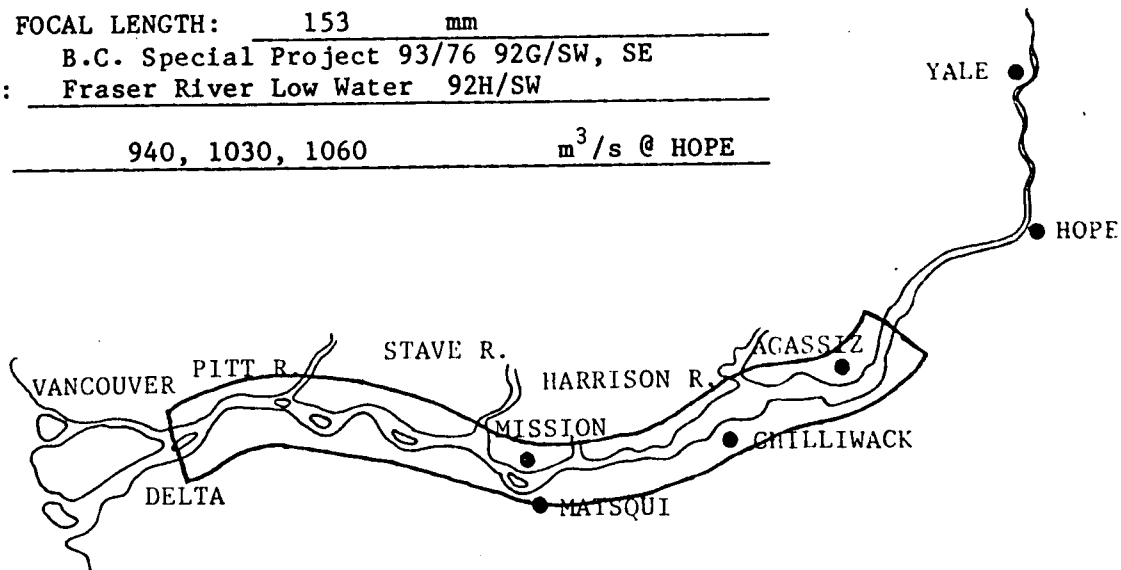 FOCAL LENGTH: 153 mm
B.C. Special Project 93/76 92G/SW, SE
: Fraser River Low Water 92H/SW
940, 1030, 1060 m³/s @ HOPE
YALE
HOPE
AGASSIZ
STAVE R.
PITT R.
HARRISON R.
VANCOUVER
MISSION
CHILLIWACK
DELTA
MATSQUI